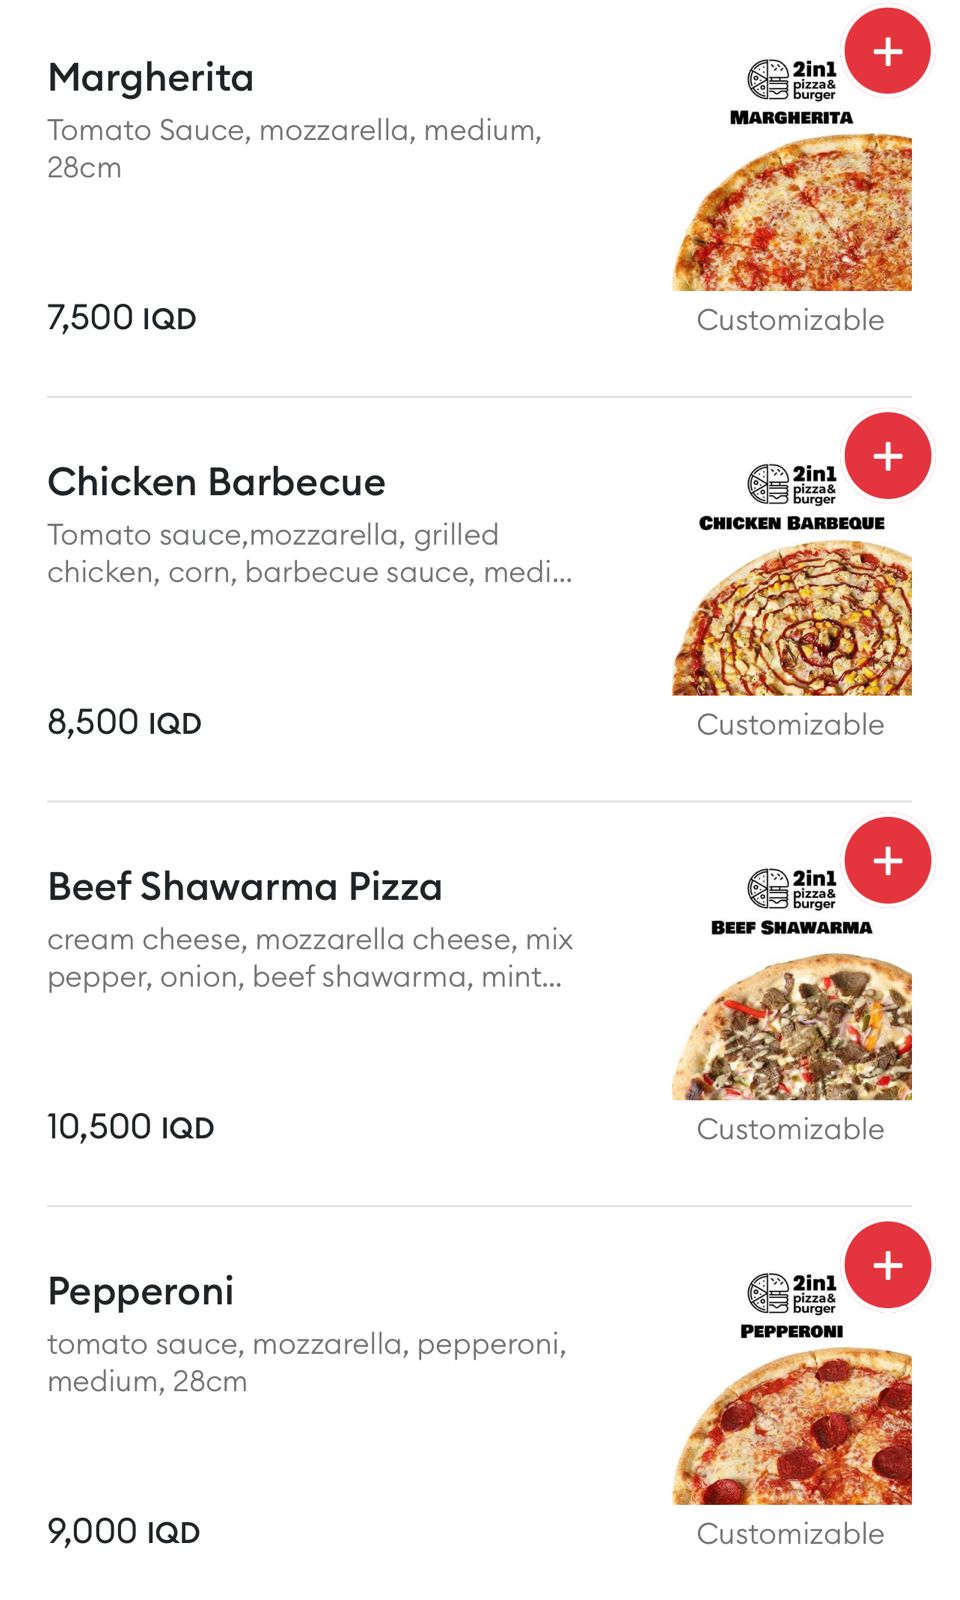 Margherita
Tomato Sauce, mozzarella, medium,
28cm
7,500 IQD
2in1
pizza&
burger
MARGHERITA
Customizable
Chicken Barbecue
Tomato sauce,mozzarella, grilled
chicken, corn, barbecue sauce, medi...
8,500 IQD
2in1
pizza&
burger
CHICKEN BARBEQUE
Customizable
Beef Shawarma Pizza
cream cheese, mozzarella cheese, mix
pepper, onion, beef shawarma, mint...
10,500 IQD
2in1
pizza&
burger
BEEF SHAWARMA
Customizable
Pepperoni
tomato sauce, mozzarella, pepperoni,
medium, 28cm
9,000 IQD
2in1
pizza&
burger
PEPPERONI
Customizable